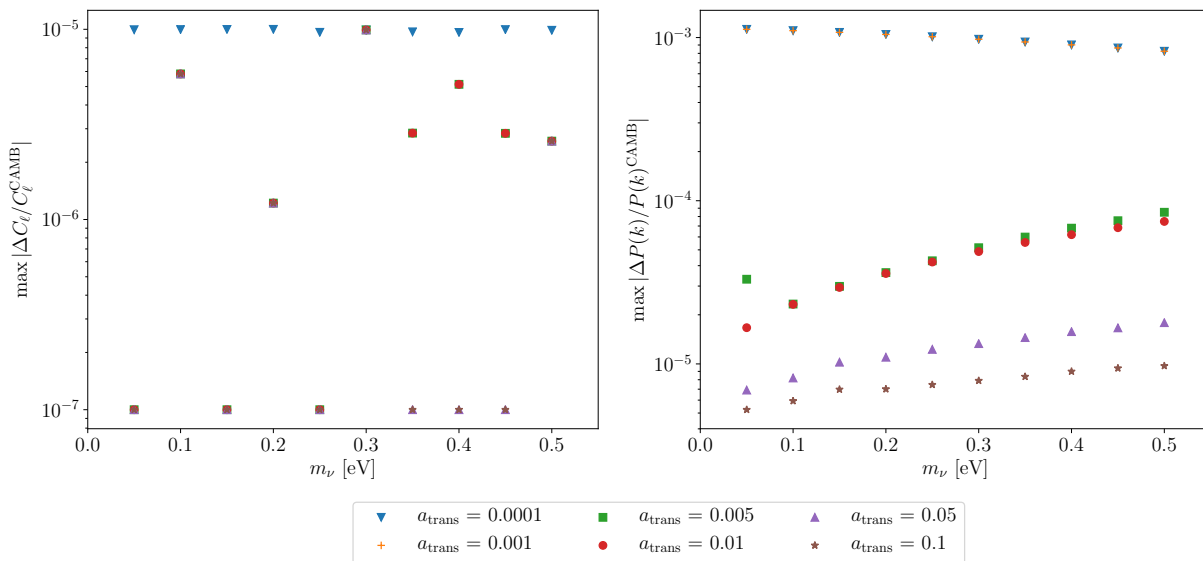 max |ΔC_ℓ/C_ℓ^CAMB|
10^−5
10^−6
10^−7
0.0 0.1 0.2 0.3 0.4 0.5
m_ν [eV]
max |ΔP(k)/P(k)^CAMB|
10^−3
10^−4
10^−5
0.0 0.1 0.2 0.3 0.4 0.5
m_ν [eV]
a_trans = 0.0001 a_trans = 0.005 a_trans = 0.05
a_trans = 0.001 a_trans = 0.01 a_trans = 0.1